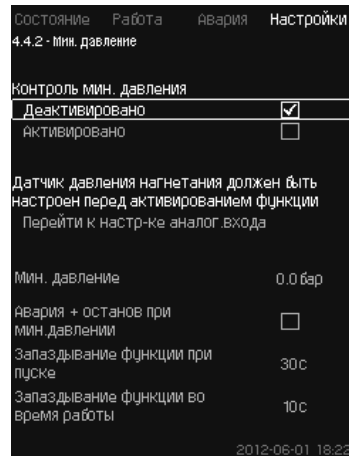 Состояние Работа Авария Настройки
4.4.2 - Мин. давление
Контроль мин. давления
Деактивировано
Активировано
Датчик давления нагнетания должен быть
настроен перед активированием функции
Перейти к настр-ке аналог.входа
Мин. давление 0.0 бар
Авария + останов при
мин.давлении
Запаздывание функции при
пуске 30с
Запаздывание функции во
время работы 10с
2012-06-01 18:22